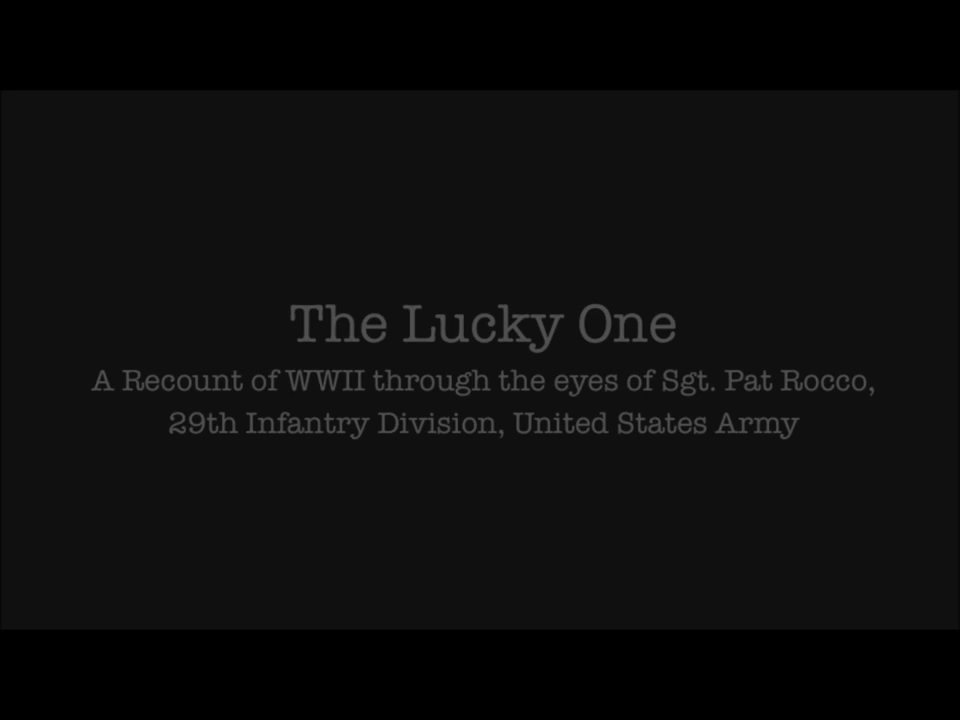 The Lucky One
A Recount of WWII through the eyes of Sgt. Pat Rocco,
29th Infantry Division, United States Army